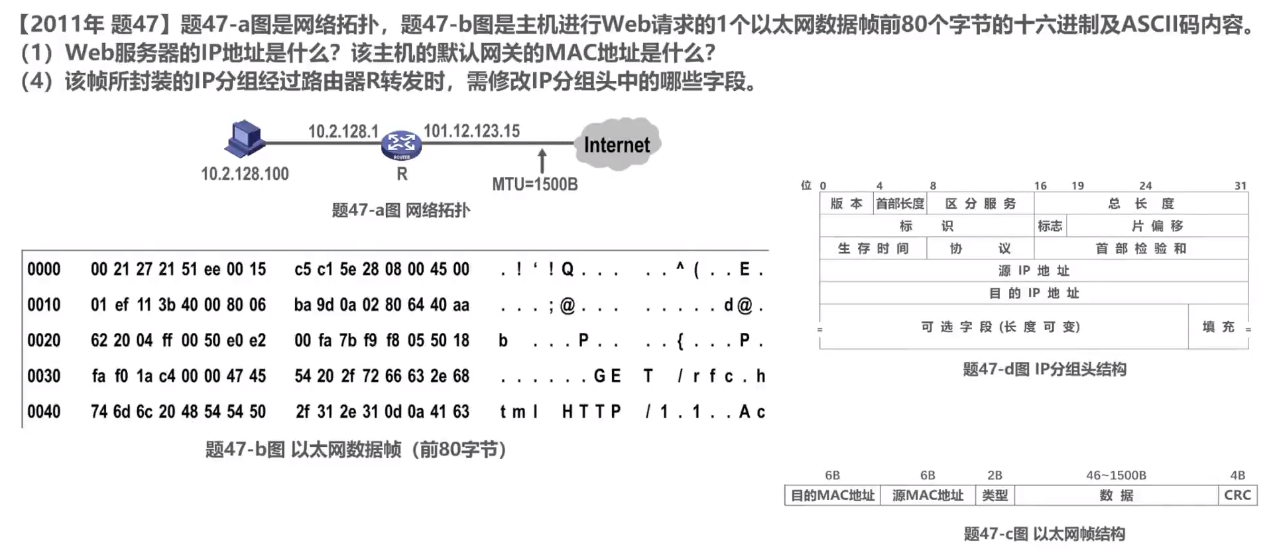 【2011年 题47】题47-a图是网络拓扑，题47-b图是主机进行Web请求的1个以太网数据帧前80个字节的十六进制及ASCII码内容。
（1）Web服务器的IP地址是什么？该主机的默认网关的MAC地址是什么？
（4）该帧所封装的IP分组经过路由器R转发时，需修改IP分组头中的哪些字段。
10.2.128.1 101.12.123.15
Internet
10.2.128.100 R MTU=1500B
题47-a图 网络拓扑
0000 00 21 27 21 51 ee 00 15 c5 c1 5e 28 08 00 45 00 . ! ‘ ! Q . . . . . ^ ( . . E .
0010 01 ef 11 3b 40 00 80 06 ba 9d 0a 02 80 64 40 aa . . . ; @ . . . . . . . . d @ .
0020 62 20 04 ff 00 50 e0 e2 00 fa 7b f9 f8 05 50 18 b . . . P . . . . { . . . P .
0030 fa f0 1a c4 00 00 47 45 54 20 2f 72 66 63 2e 68 . . . . . . G E T / r f c . h
0040 74 6d 6c 20 48 54 54 50 2f 31 2e 31 0d 0a 41 63 t m l H T T P / 1 . 1 . . A c
题47-b图 以太网数据帧（前80字节）
位 0 4 8 16 19 24 31
版 本 首部长度 区 分 服 务 总 长 度
标 识 标志 片 偏 移
生 存 时 间 协 议 首 部 检 验 和
源 IP 地 址
目 的 IP 地 址
可 选 字 段 (长 度 可 变) 填 充
题47-d图 IP分组头结构
6B 6B 2B 46~1500B 4B
目的MAC地址 源MAC地址 类型 数 据 CRC
题47-c图 以太网帧结构